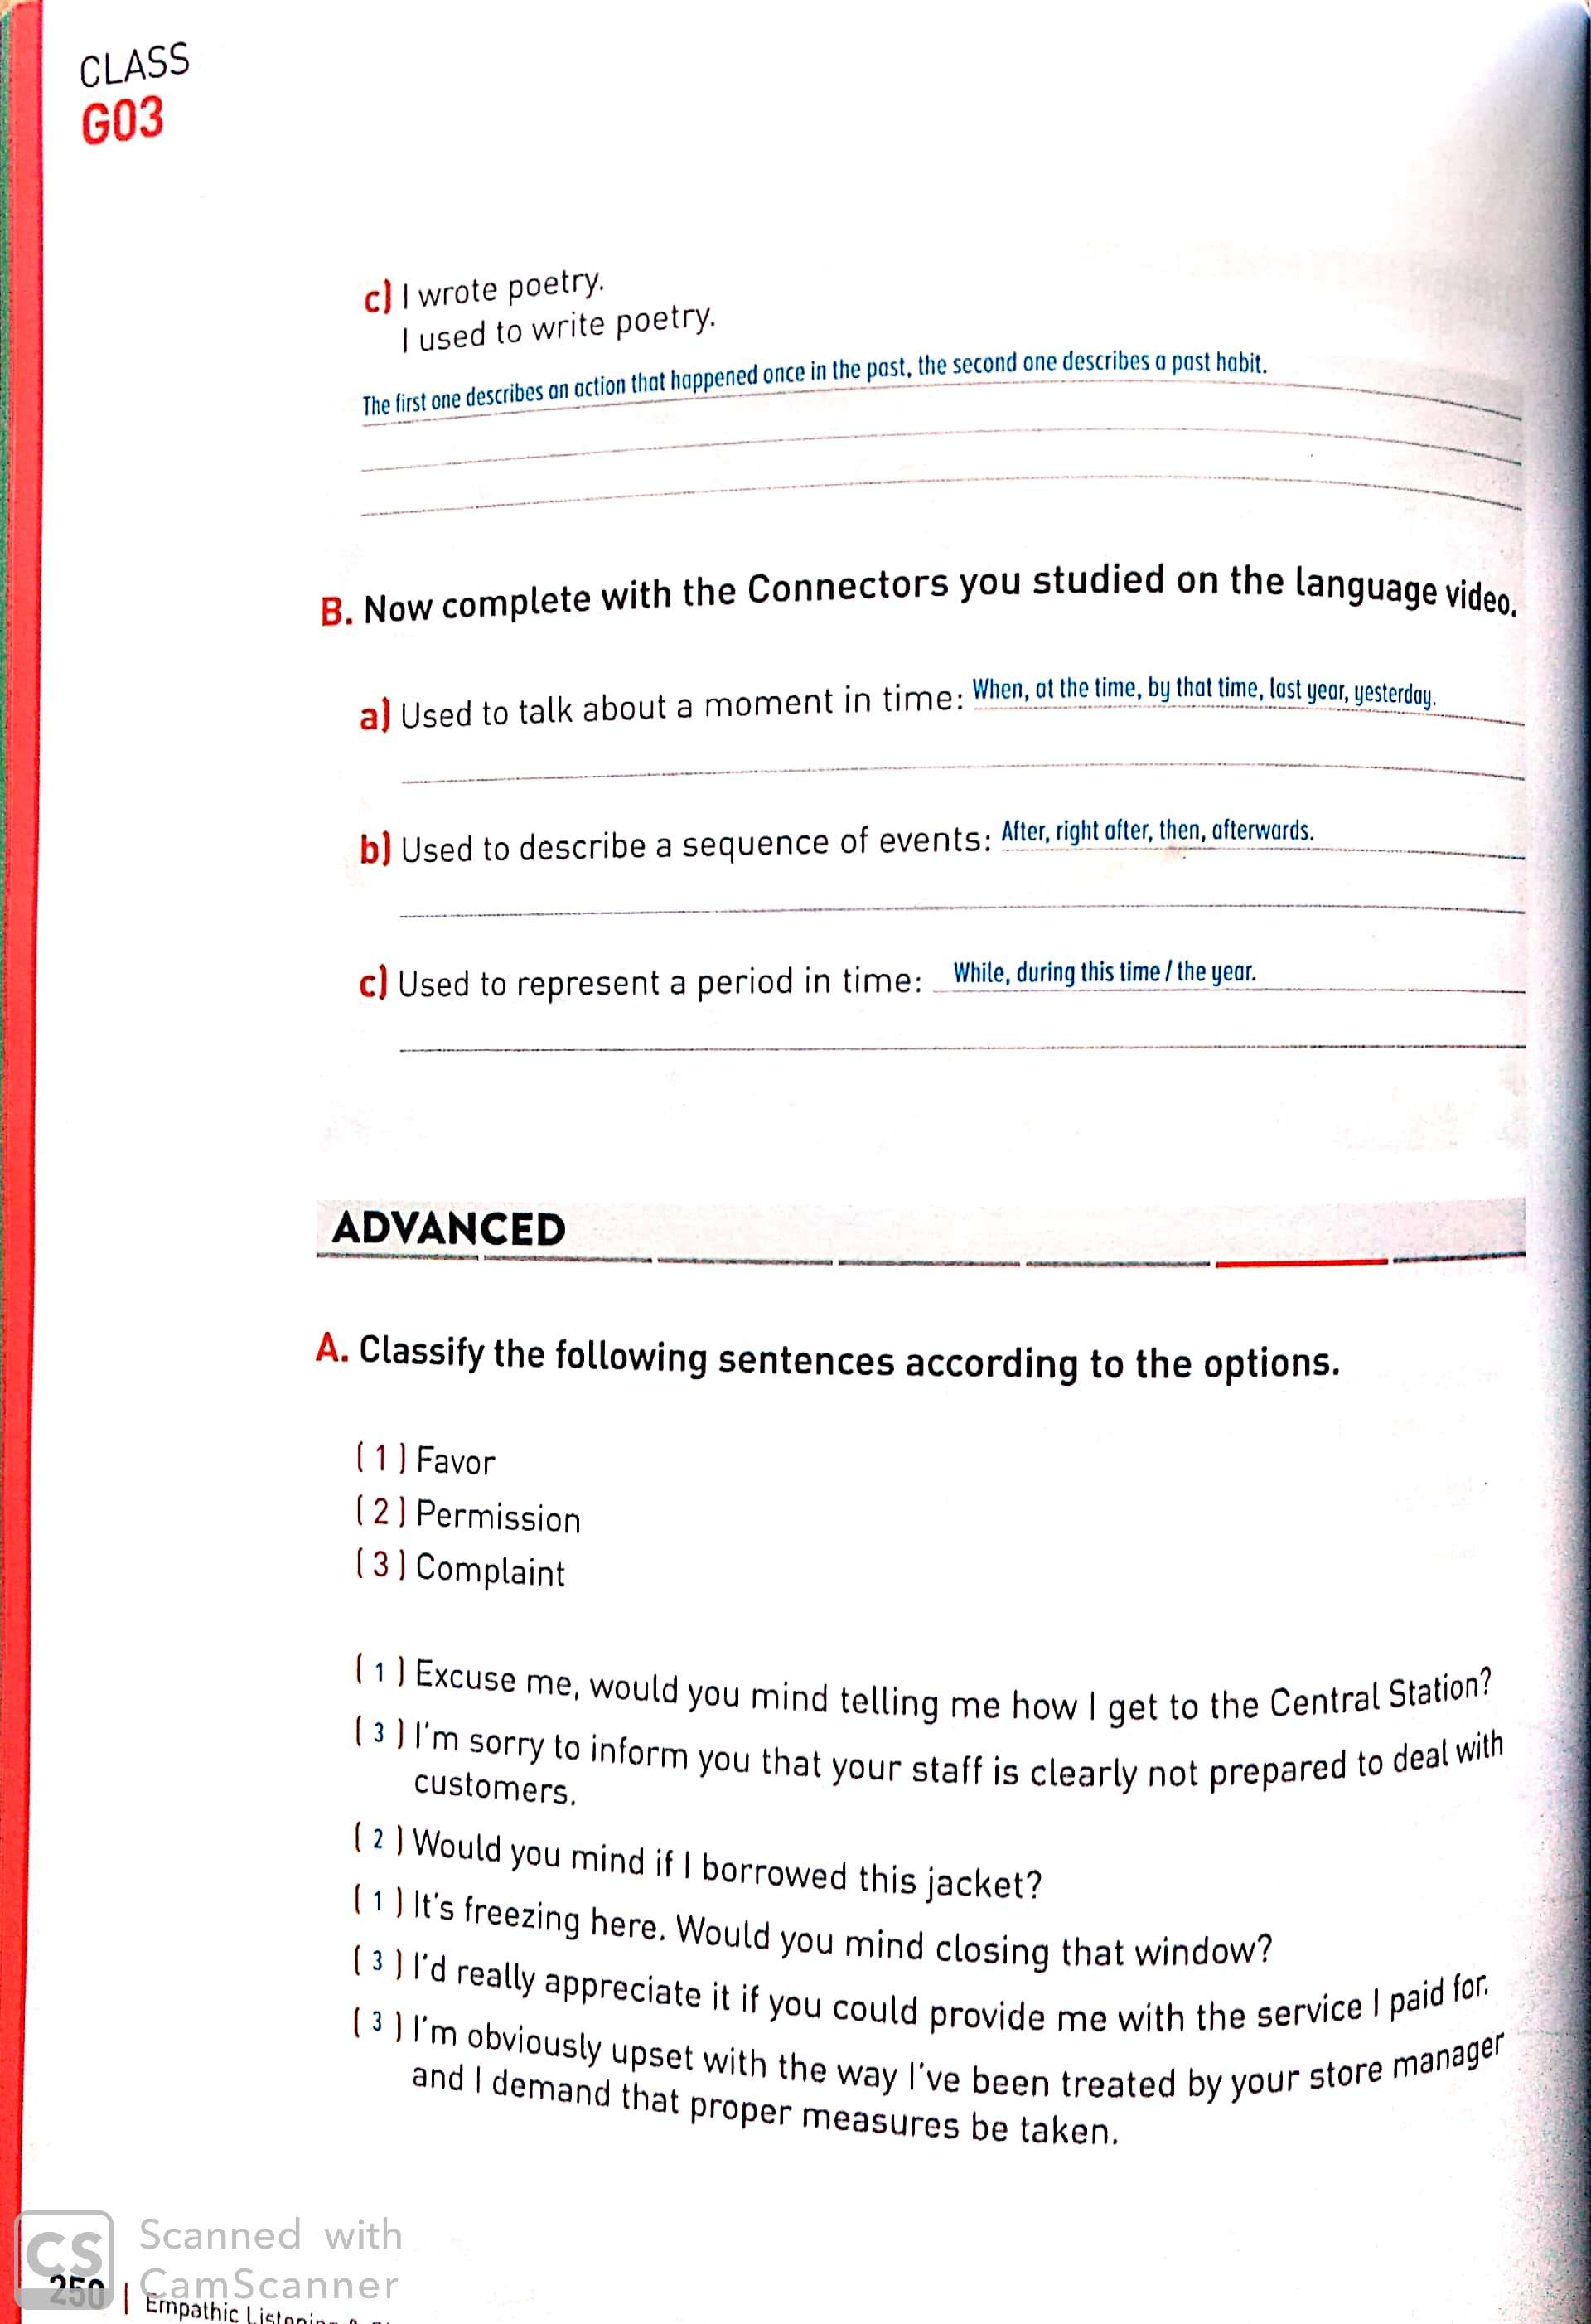 CLASS
G03
c) I wrote poetry.
I used to write poetry.
The first one describes an action that happened once in the past, the second one describes a past habit.
B. Now complete with the Connectors you studied on the language video.
a) Used to talk about a moment in time: When, at the time, by that time, last year, yesterday.
b) Used to describe a sequence of events: After, right after, then, afterwards.
c) Used to represent a period in time: While, during this time / the year.
ADVANCED
A. Classify the following sentences according to the options.
( 1 ) Favor
( 2 ) Permission
( 3 ) Complaint
( 1 ) Excuse me, would you mind telling me how I get to the Central Station?
( 3 ) I'm sorry to inform you that your staff is clearly not prepared to deal with
customers.
( 2 ) Would you mind if I borrowed this jacket?
( 1 ) It's freezing here. Would you mind closing that window?
( 3 ) I'd really appreciate it if you could provide me with the service I paid for.
( 3 ) I'm obviously upset with the way I've been treated by your store manager
and I demand that proper measures be taken.
CS Scanned with
CamScanner
250 | Empathic Listening